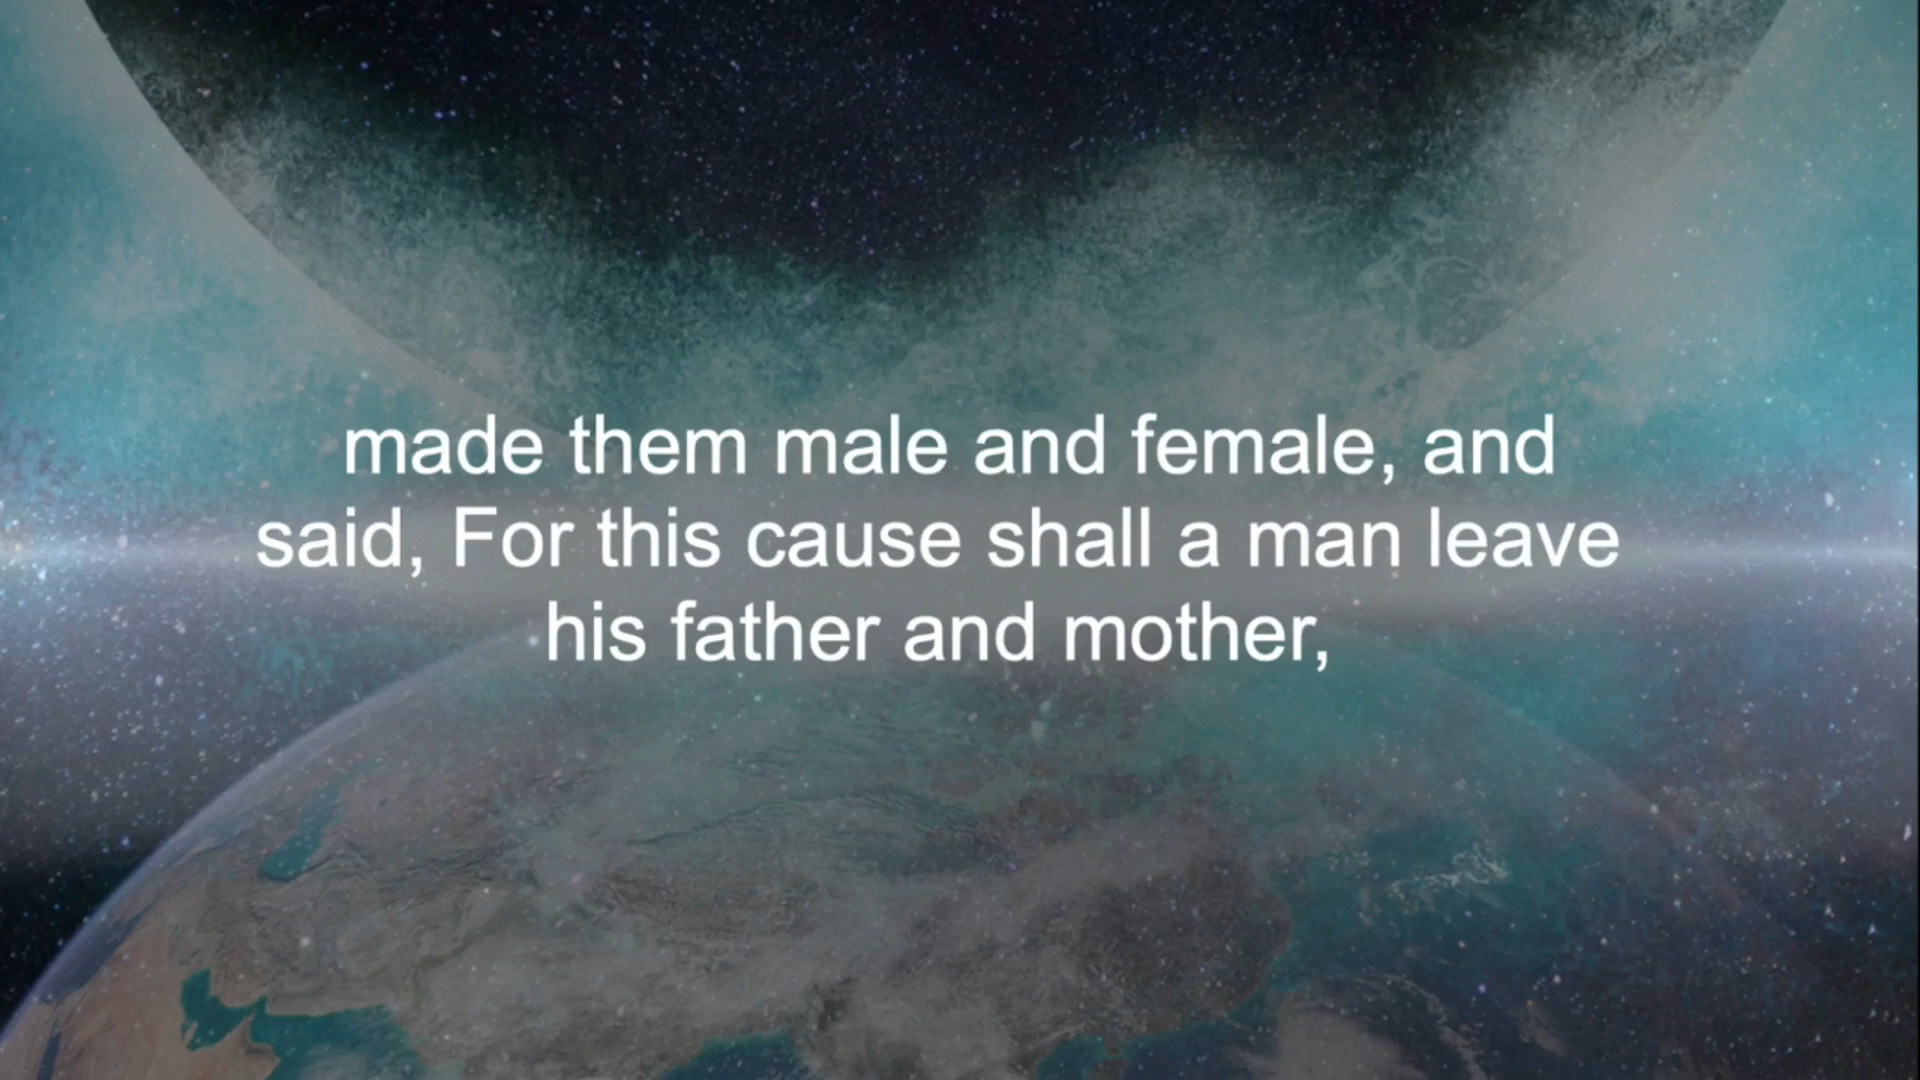 made them male and female, and
said, For this cause shall a man leave
his father and mother,